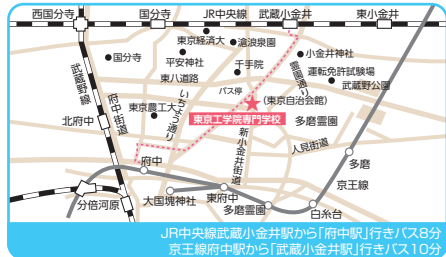 西国分寺 国分寺 JR中央線 武蔵小金井 東小金井
東京経済大 滄浪泉園
国分寺 平安神社 小金井神社
千手院
霊園通り
東八道路 運転免許試験場
武蔵野公園
武蔵野線
府中街道
バス停
東京農工大
いちょう通り
(東京自治会館)
北府中
東京工学院専門学校
多磨霊園
新小金井街道
人見街道
府中
多磨
京王線
分倍河原
大国魂神社
東府中
多磨霊園
白糸台
JR中央線武蔵小金井駅から「府中駅」行きバス8分
京王線府中駅から「武蔵小金井駅」行きバス10分